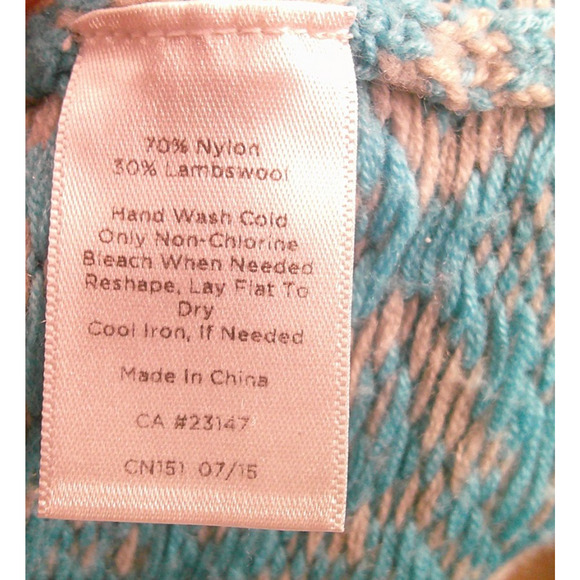 70% Nylon
30% Lambswool
Hand Wash Cold
Only Non-Chlorine
Bleach When Needed
Reshape, Lay Flat To
Dry
Cool Iron, If Needed
Made In China
CA #23147
CN151 07/15